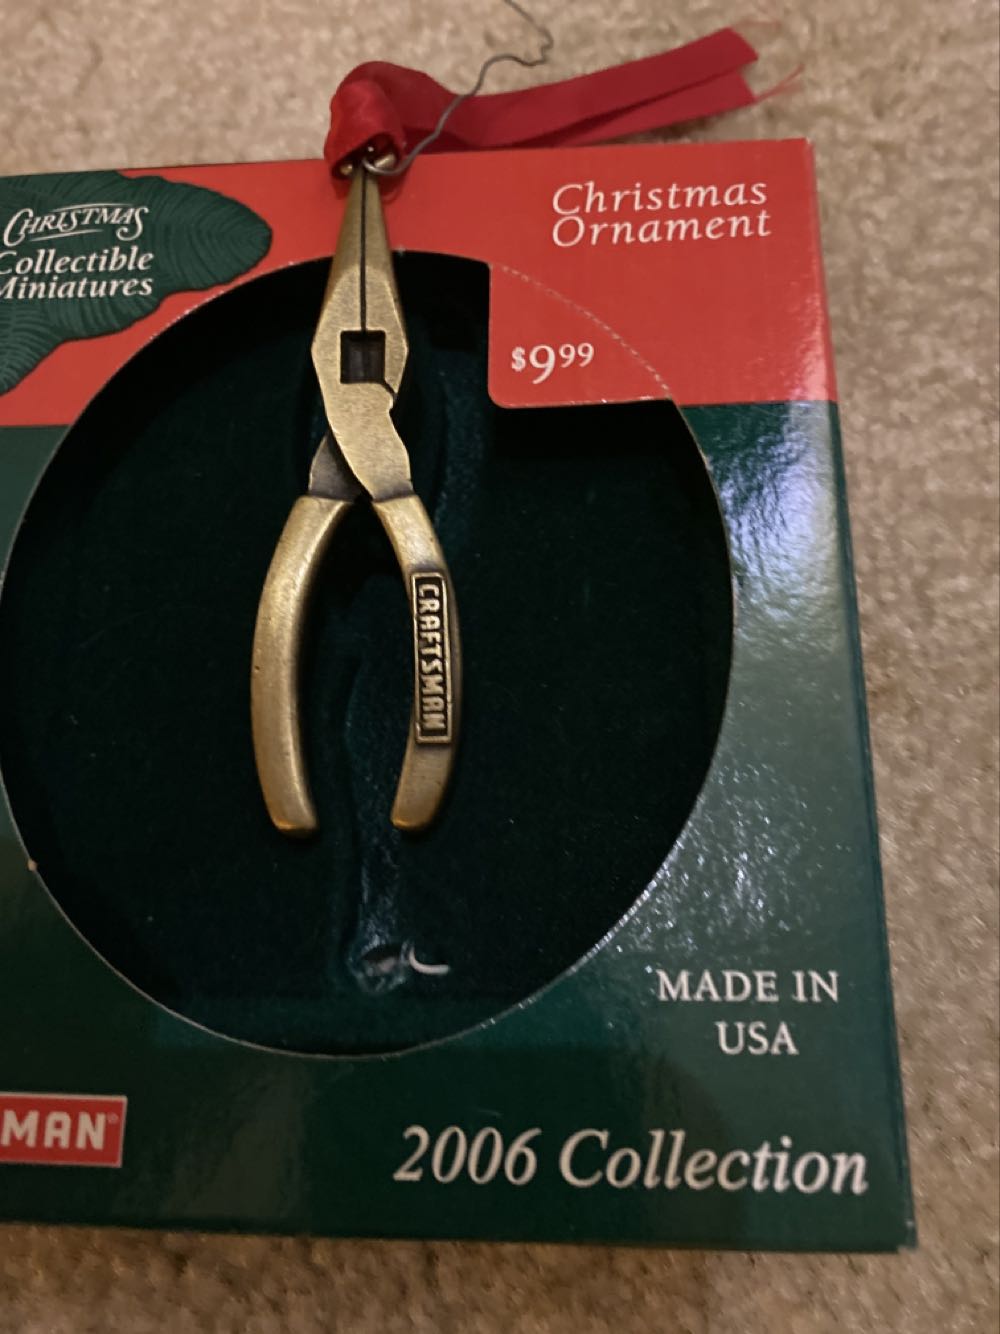 CHRISTMAS
Collectible
Miniatures
Christmas
Ornament
$9.99
CRAFTSMAN
MADE IN
USA
MAN®
2006 Collection